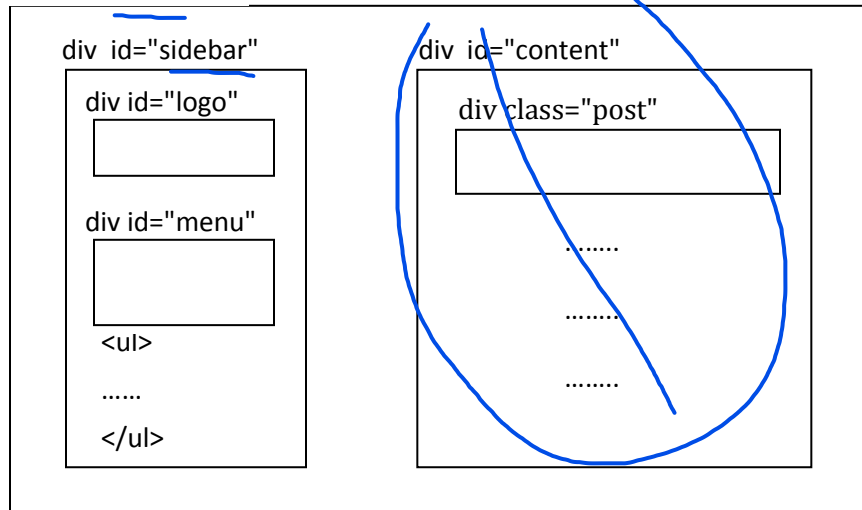 div id="sidebar"
div id="logo"
div id="menu"
<ul>
......
</ul>
div id="content"
div class="post"
........
........
........